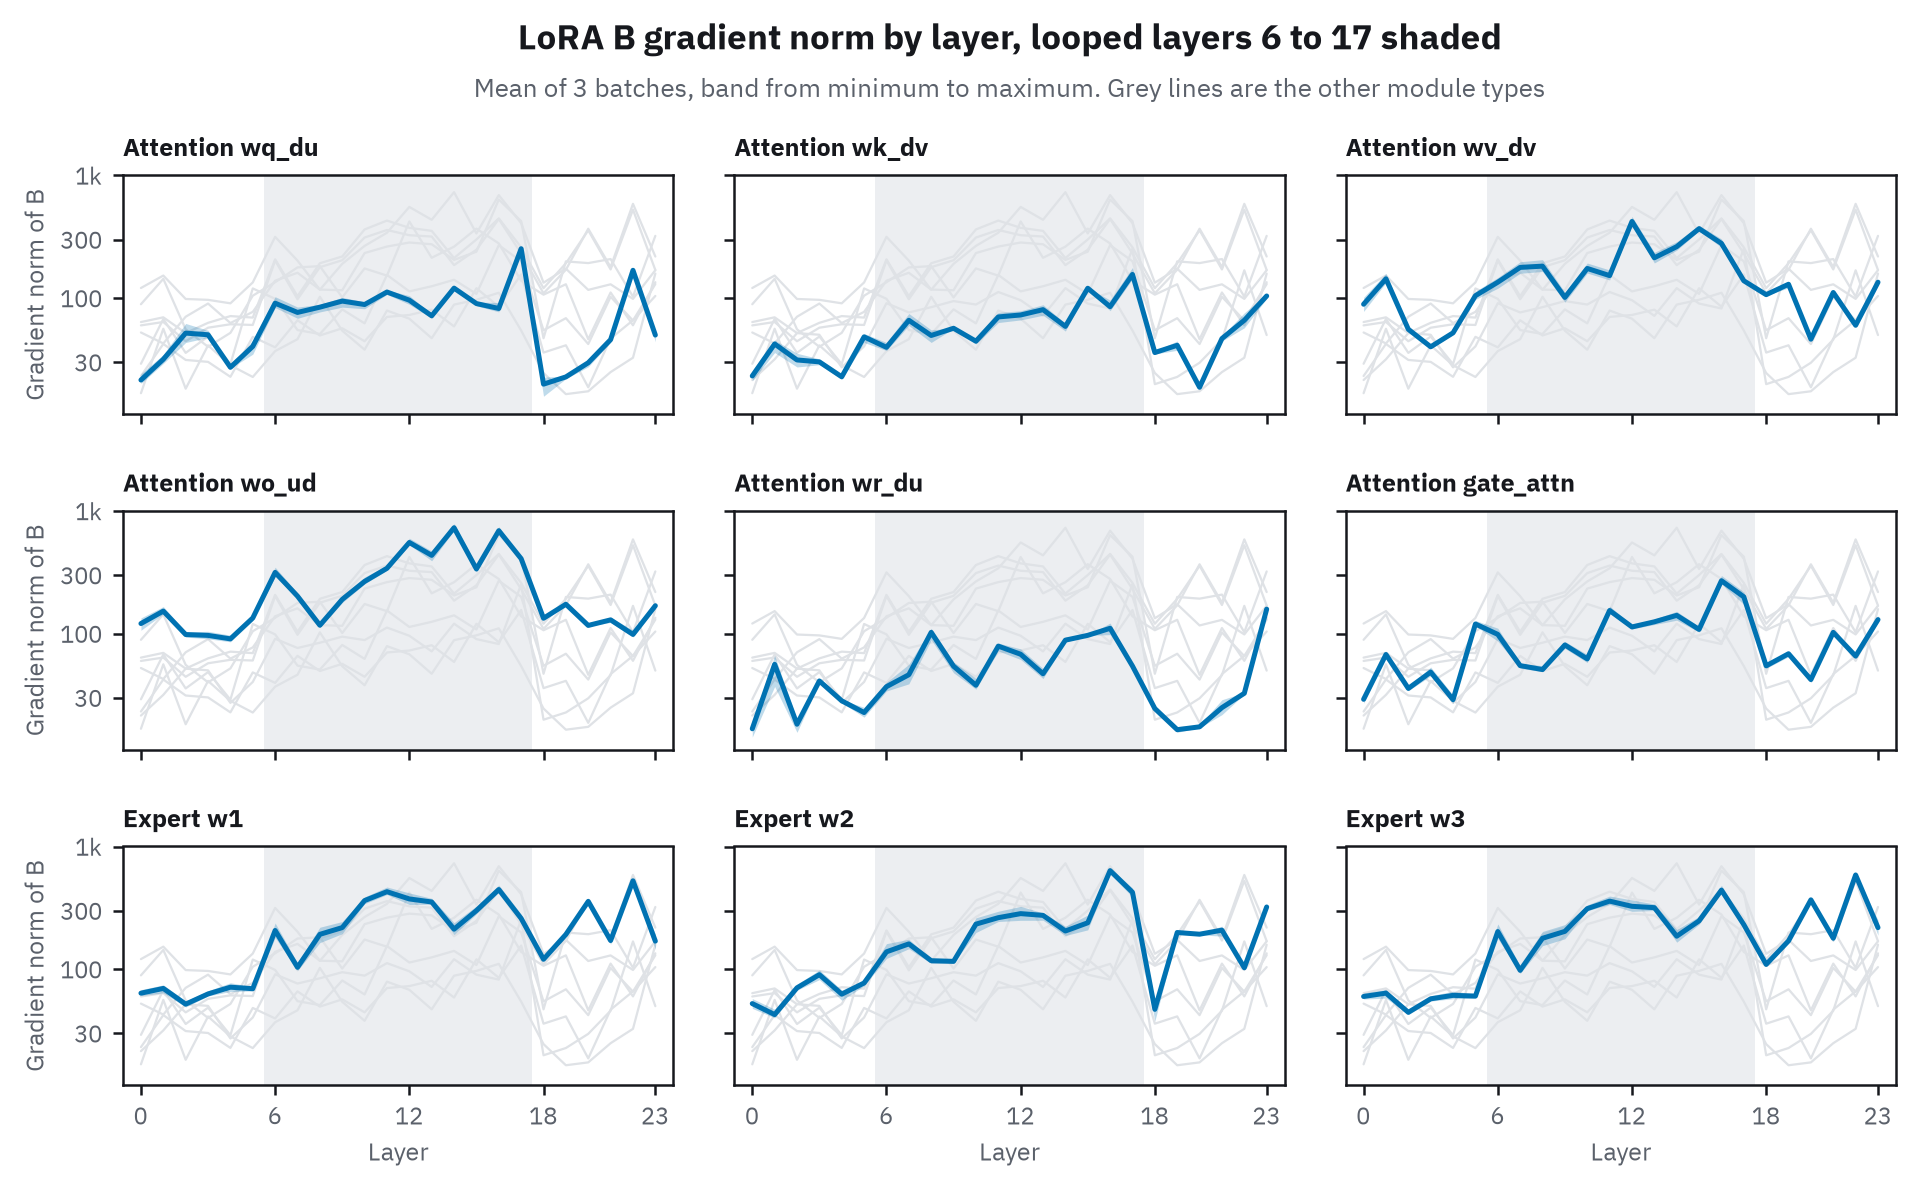 LoRA B gradient norm by layer, looped layers 6 to 17 shaded
Mean of 3 batches, band from minimum to maximum. Grey lines are the other module types
Attention wq_du
Attention wk_dv
Attention wv_dv
1k
300
100
30
Gradient norm of B
Attention wo_ud
Attention wr_du
Attention gate_attn
1k
300
100
30
Gradient norm of B
Expert w1
Expert w2
Expert w3
1k
300
100
30
Gradient norm of B
0 6 12 18 23
0 6 12 18 23
0 6 12 18 23
Layer
Layer
Layer